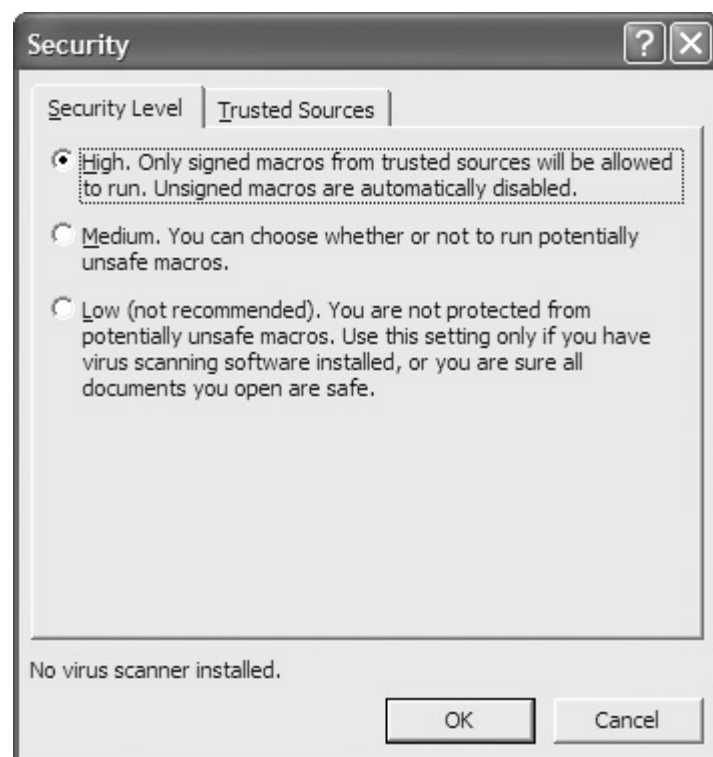 Security
Security Level
Trusted Sources
High. Only signed macros from trusted sources will be allowed
to run. Unsigned macros are automatically disabled.
Medium. You can choose whether or not to run potentially
unsafe macros.
Low (not recommended). You are not protected from
potentially unsafe macros. Use this setting only if you have
virus scanning software installed, or you are sure all
documents you open are safe.
No virus scanner installed.
OK
Cancel